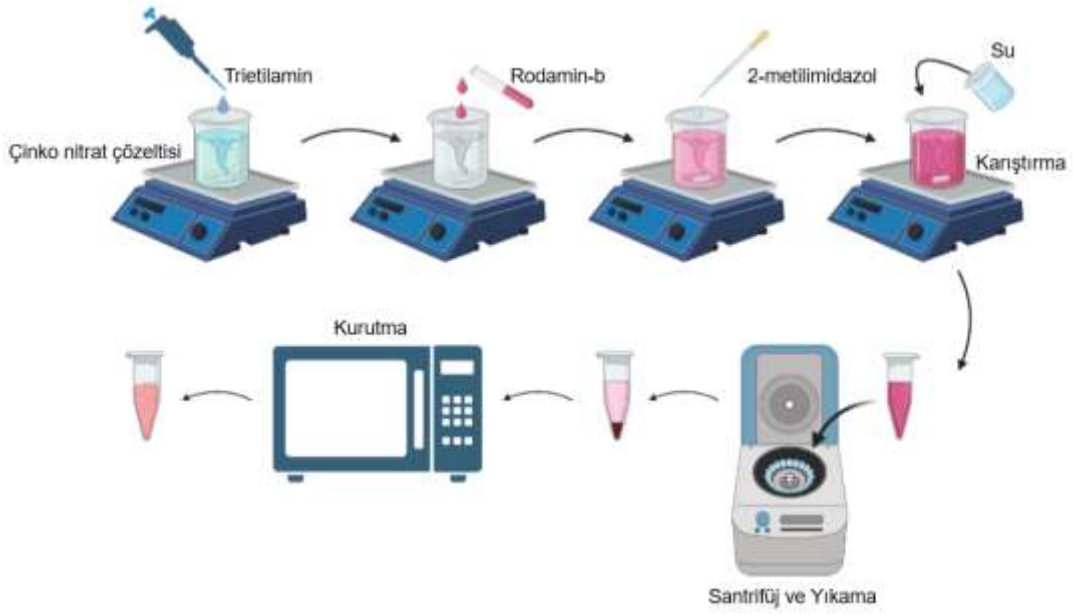 Trietilamin
Rodamin-b
2-metilimidazol
Su
Çinko nitrat çözeltisi
Karıştırma
Kurutma
Santrifüj ve Yıkama